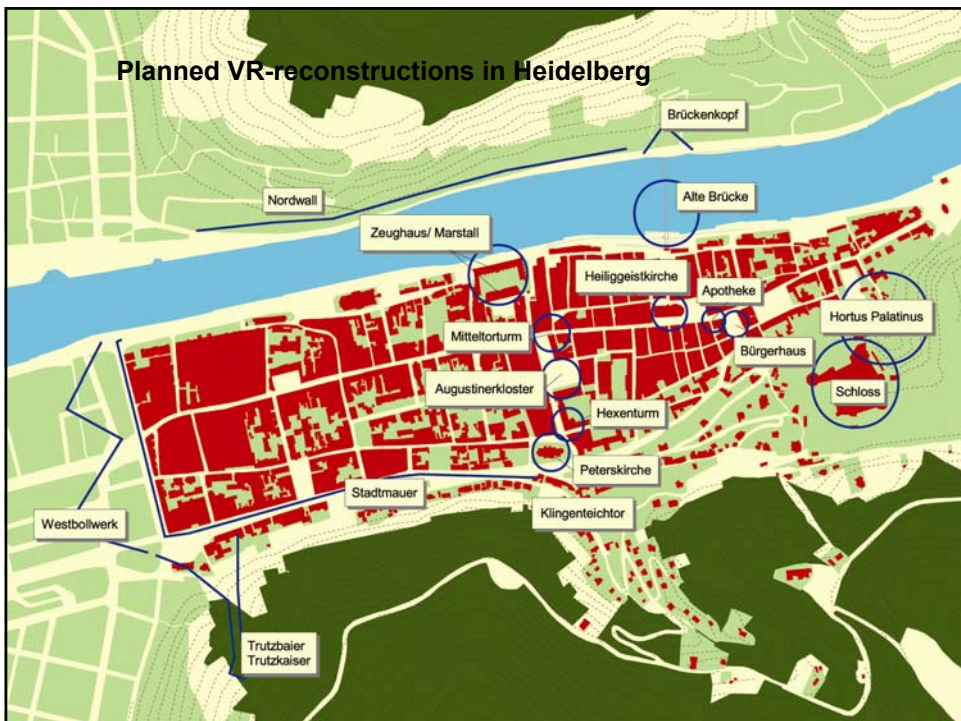 Planned VR-reconstructions in Heidelberg
Brückenkopf
Nordwall
Alte Brücke
Zeughaus/ Marstall
Heiliggeistkirche
Apotheke
Hortus Palatinus
Mitteltorturm
Bürgerhaus
Augustinerkloster
Schloss
Hexenturm
Peterskirche
Stadtmauer
Klingenteichtor
Westbollwerk
Trutzbaier
Trutzkaiser